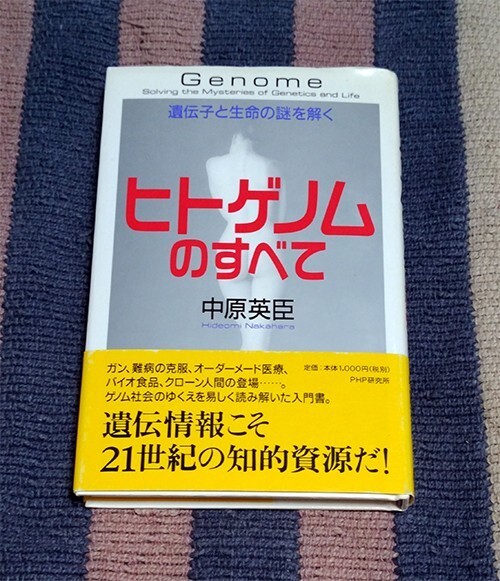 Genome
Solving the Mysteries of Genetics and Life
遺伝子と生命の謎を解く
ヒトゲノム
のすべて
中原英臣
Hideomi Nakahara
ガン、難病の克服、オーダーメード医療、
バイオ食品、クローン人間の登場……。
ゲノム社会のゆくえを易しく読み解いた入門書。
定価：本体1,000円(税別)
PHP研究所
遺伝情報こそ
21世紀の知的資源だ!